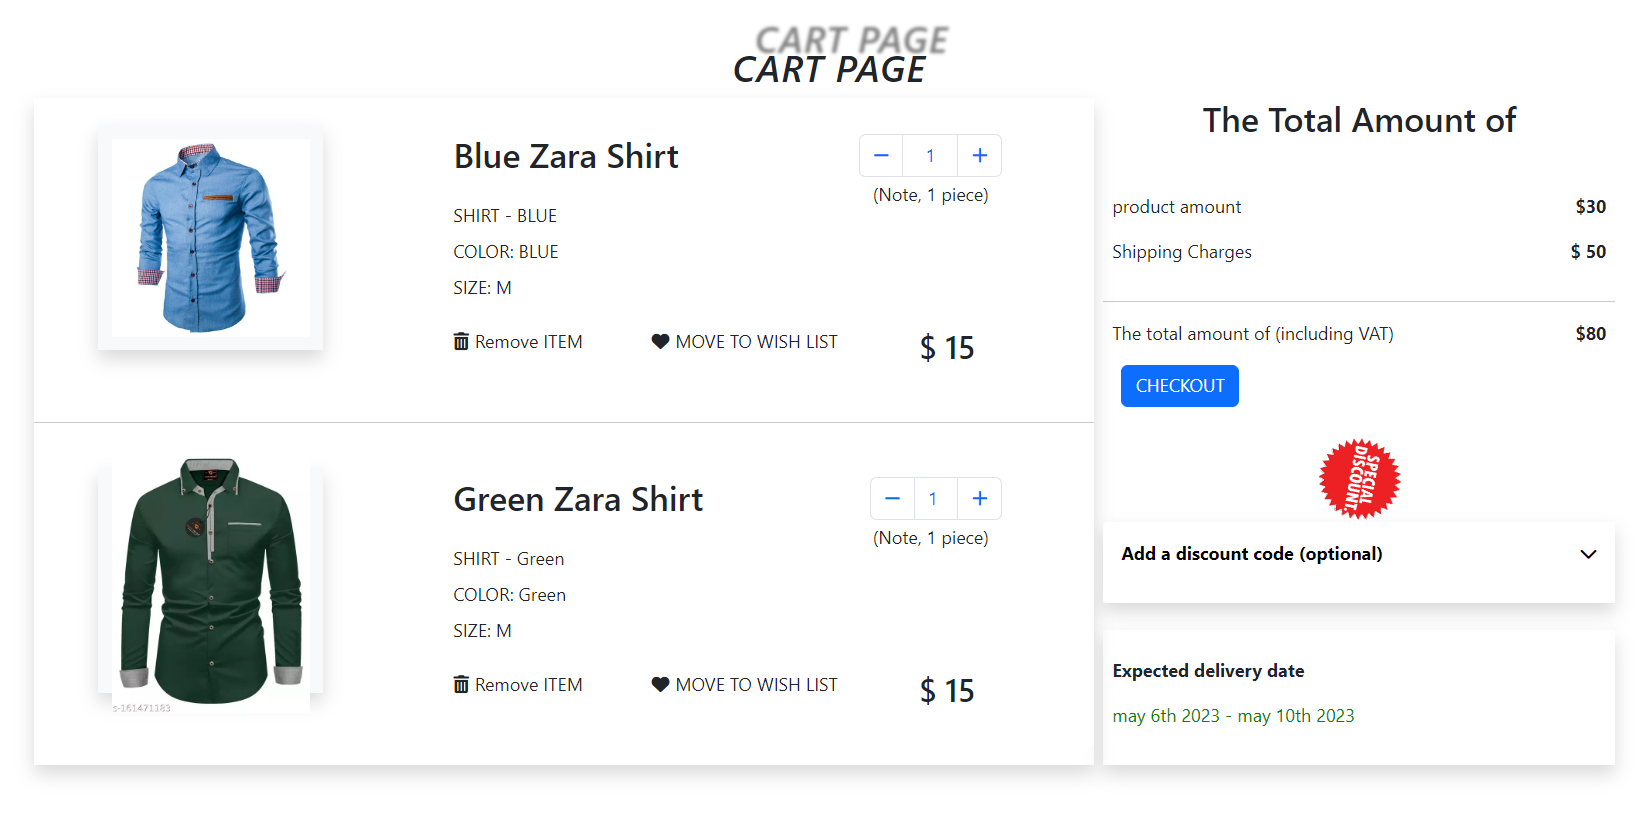 CART PAGE
CART PAGE
Blue Zara Shirt
1
(Note, 1 piece)
SHIRT - BLUE
COLOR: BLUE
SIZE: M
Remove ITEM
MOVE TO WISH LIST
$ 15
Green Zara Shirt
1
(Note, 1 piece)
SHIRT - Green
COLOR: Green
SIZE: M
Remove ITEM
MOVE TO WISH LIST
$ 15
s-161471183
The Total Amount of
product amount $30
Shipping Charges $ 50
The total amount of (including VAT) $80
CHECKOUT
SPECIAL
DISCOUNT
Add a discount code (optional)
Expected delivery date
may 6th 2023 - may 10th 2023